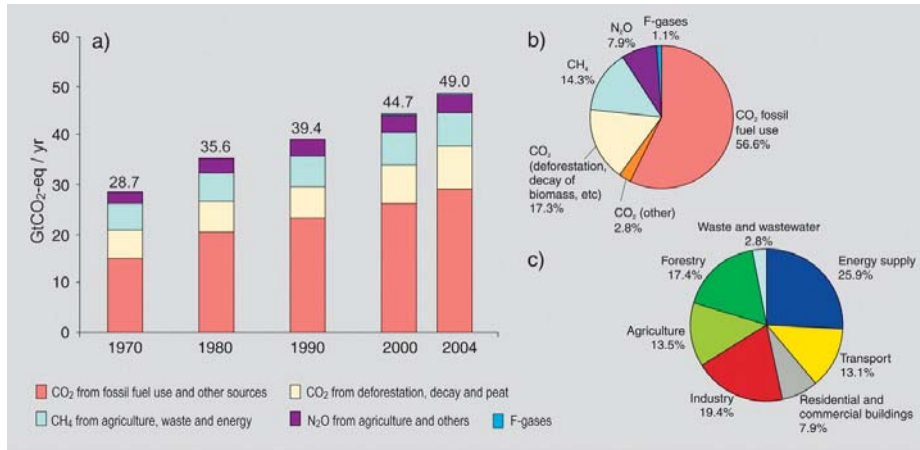 a)
GtCO₂-eq / yr
60
50
40
30
20
10
0
28.7
35.6
39.4
44.7
49.0
1970
1980
1990
2000
2004
CO₂ from fossil fuel use and other sources
CO₂ from deforestation, decay and peat
CH₄ from agriculture, waste and energy
N₂O from agriculture and others
F-gases
b)
F-gases
1.1%
N₂O
7.9%
CH₄
14.3%
CO₂ fossil
fuel use
56.6%
CO₂
(deforestation,
decay of
biomass, etc)
17.3%
CO₂ (other)
2.8%
c)
Waste and wastewater
2.8%
Forestry
17.4%
Energy supply
25.9%
Agriculture
13.5%
Transport
13.1%
Industry
19.4%
Residential and
commercial buildings
7.9%